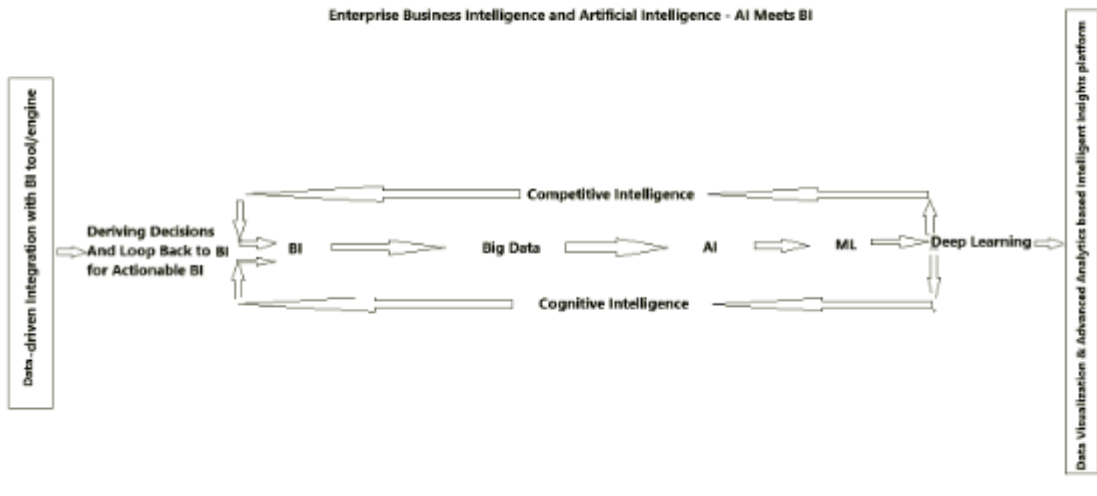 Enterprise Business Intelligence and Artificial Intelligence - AI Meets BI
Data-driven Integration with BI tool/engine
Competitive Intelligence
Deriving Decisions
And Loop Back to BI
for Actionable BI
BI
Big Data
AI
ML
Deep Learning
Cognitive Intelligence
Data Visualization & Advanced Analytics based Intelligent Insights platform